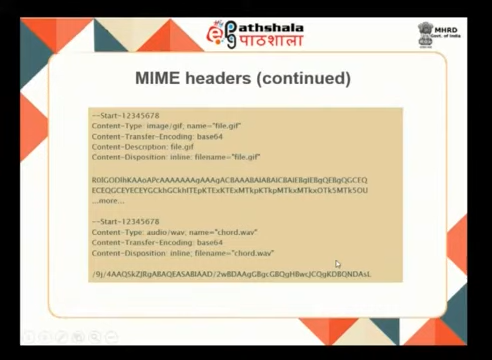 ePathshala
पाठशाला
MHRD
Govt. of India
MIME headers (continued)
--Start-12345678
Content-Type: image/gif, name="file.gif"
Content-Transfer-Encoding: base64
Content-Description: file.gif
Content-Disposition: inline; filename="file.gif"
...more...
--Start-12345678
Content-Type: audio/wav; name="chord.wav"
Content-Transfer-Encoding: base64
Content-Disposition: inline; filename="chord.wav"